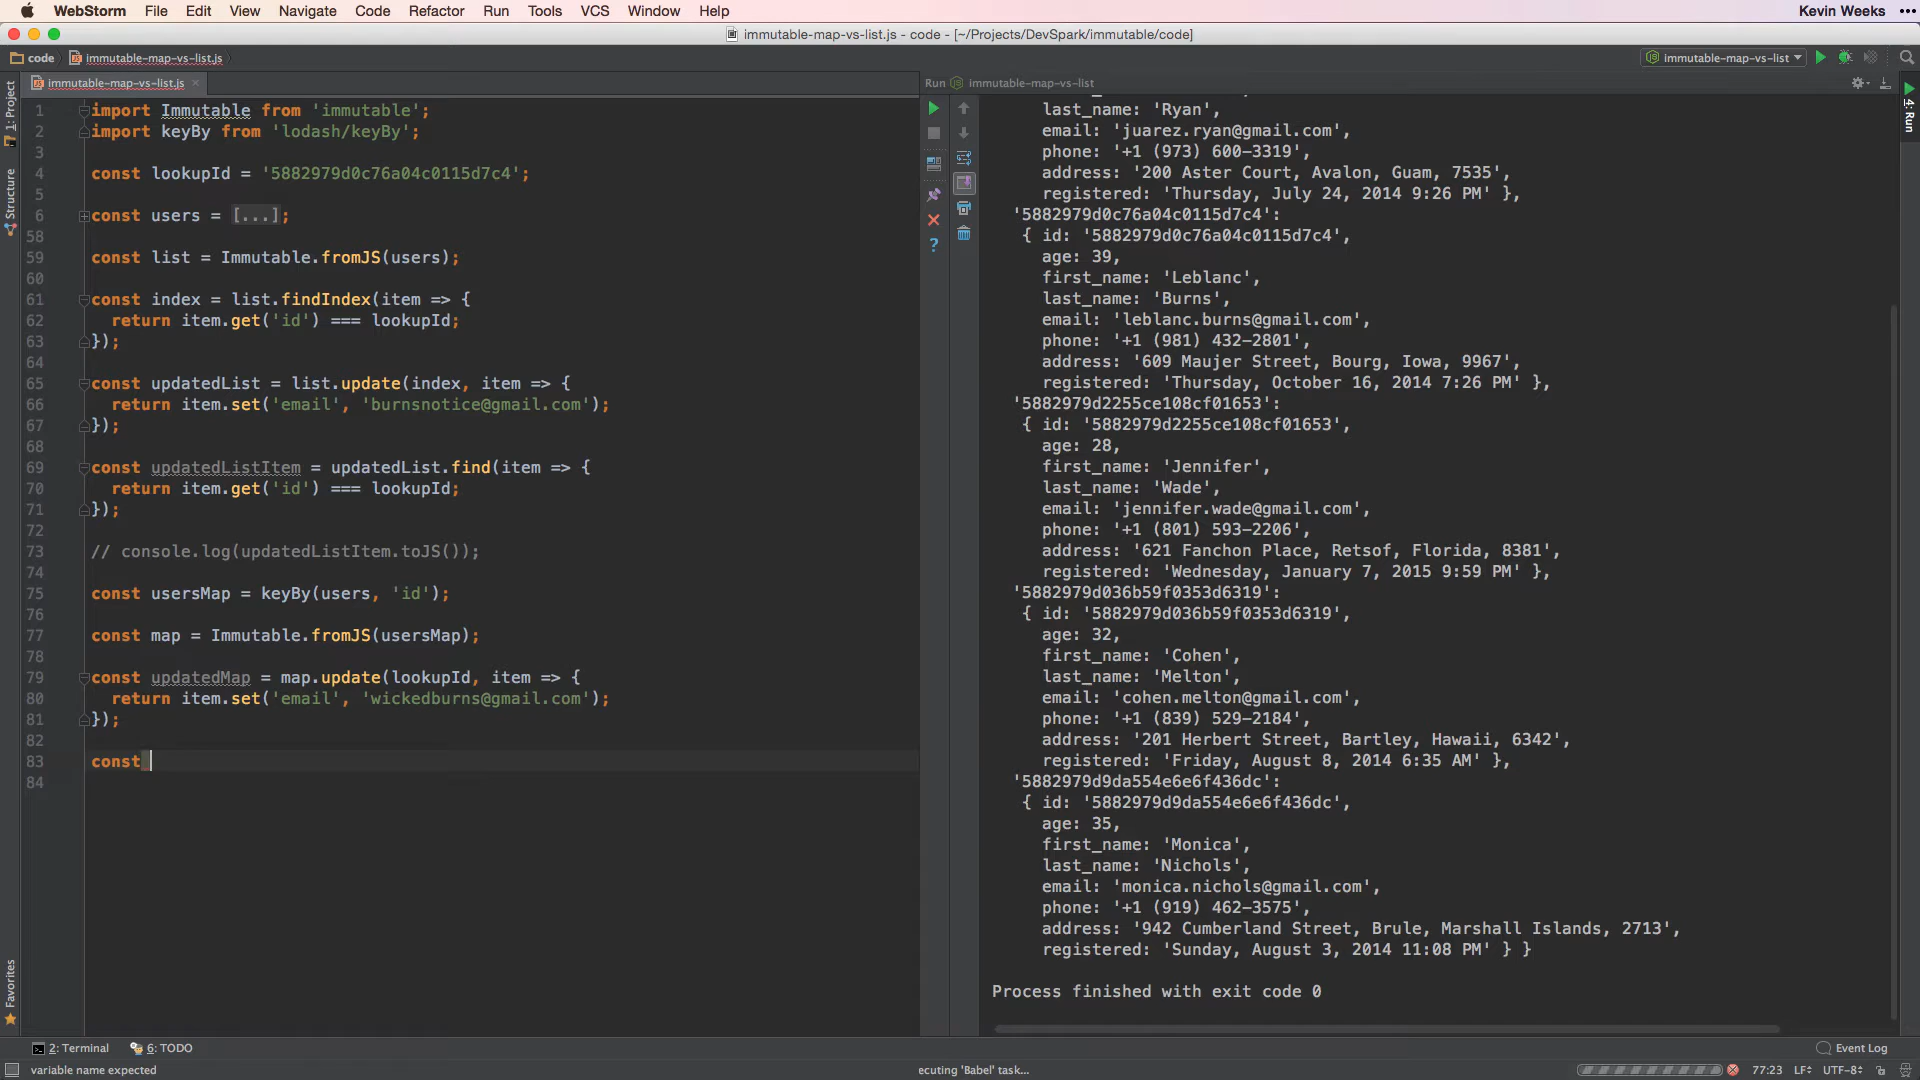 WebStorm File Edit View Navigate Code Refactor Run Tools VCS Window Help Kevin Weeks
immutable-map-vs-list.js - code - [~/Projects/DevSpark/immutable/code]
code immutable-map-vs-list.js immutable-map-vs-list
immutable-map-vs-list.js
Run immutable-map-vs-list
1: Project
Structure
Favorites
4: Run
1 import Immutable from 'immutable';
2 import keyBy from 'lodash/keyBy';
3
4 const lookupId = '5882979d0c76a04c0115d7c4';
5
6 const users = [...];
58
59 const list = Immutable.fromJS(users);
60
61 const index = list.findIndex(item => {
62 return item.get('id') === lookupId;
63 });
64
65 const updatedList = list.update(index, item => {
66 return item.set('email', 'burnsnotice@gmail.com');
67 });
68
69 const updatedListItem = updatedList.find(item => {
70 return item.get('id') === lookupId;
71 });
72
73 // console.log(updatedListItem.toJS());
74
75 const usersMap = keyBy(users, 'id');
76
77 const map = Immutable.fromJS(usersMap);
78
79 const updatedMap = map.update(lookupId, item => {
80 return item.set('email', 'wickedburns@gmail.com');
81 });
82
83 const
84
last_name: 'Ryan',
email: 'juarez.ryan@gmail.com',
phone: '+1 (973) 600-3319',
address: '200 Aster Court, Avalon, Guam, 7535',
registered: 'Thursday, July 24, 2014 9:26 PM' },
'5882979d0c76a04c0115d7c4':
{ id: '5882979d0c76a04c0115d7c4',
age: 39,
first_name: 'Leblanc',
last_name: 'Burns',
email: 'leblanc.burns@gmail.com',
phone: '+1 (981) 432-2801',
address: '609 Maujer Street, Bourg, Iowa, 9967',
registered: 'Thursday, October 16, 2014 7:26 PM' },
'5882979d2255ce108cf01653':
{ id: '5882979d2255ce108cf01653',
age: 28,
first_name: 'Jennifer',
last_name: 'Wade',
email: 'jennifer.wade@gmail.com',
phone: '+1 (801) 593-2206',
address: '621 Fanchon Place, Retsof, Florida, 8381',
registered: 'Wednesday, January 7, 2015 9:59 PM' },
'5882979d036b59f0353d6319':
{ id: '5882979d036b59f0353d6319',
age: 32,
first_name: 'Cohen',
last_name: 'Melton',
email: 'cohen.melton@gmail.com',
phone: '+1 (839) 529-2184',
address: '201 Herbert Street, Bartley, Hawaii, 6342',
registered: 'Friday, August 8, 2014 6:35 AM' },
'5882979d9da554e6e6f436dc':
{ id: '5882979d9da554e6e6f436dc',
age: 35,
first_name: 'Monica',
last_name: 'Nichols',
email: 'monica.nichols@gmail.com',
phone: '+1 (919) 462-3575',
address: '942 Cumberland Street, Brule, Marshall Islands, 2713',
registered: 'Sunday, August 3, 2014 11:08 PM' } }
Process finished with exit code 0
2: Terminal 6: TODO Event Log
variable name expected ecuting 'Babel' task... 77:23 LF UTF-8